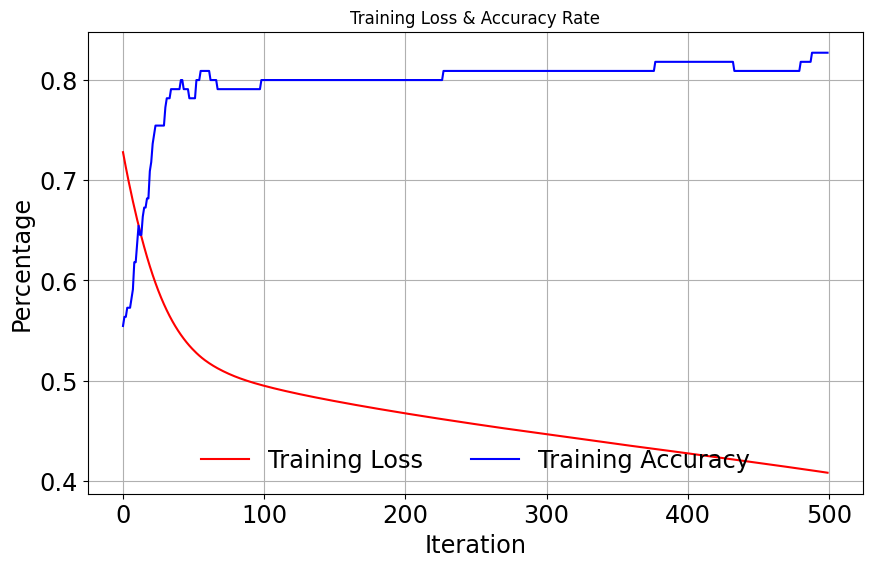 Training Loss & Accuracy Rate
0.8
0.7
0.6
0.5
0.4
Percentage
Training Loss
Training Accuracy
0 100 200 300 400 500
Iteration